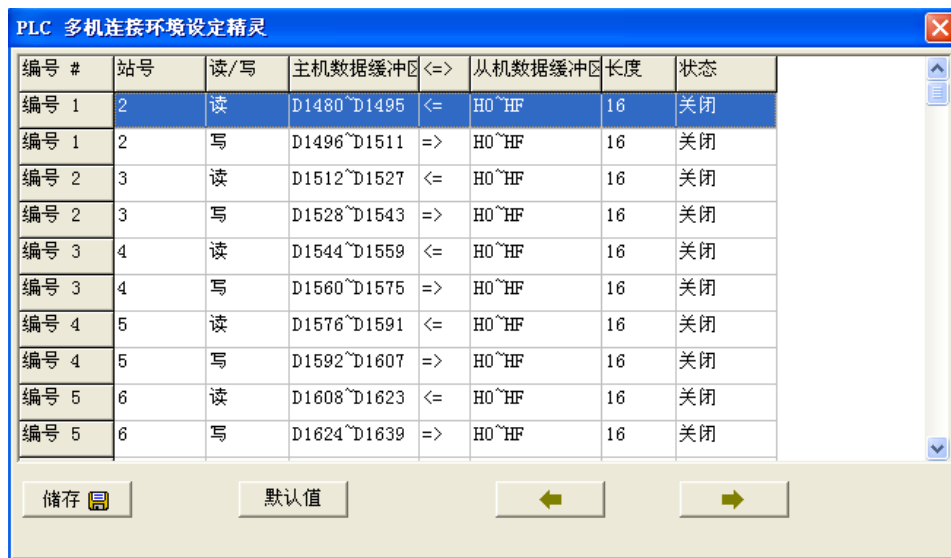 PLC 多机连接环境设定精灵
编号 # 站号 读/写 主机数据缓冲区 <=> 从机数据缓冲区 长度 状态
编号 1 2 读 D1480~D1495 <= H0~HF 16 关闭
编号 1 2 写 D1496~D1511 => H0~HF 16 关闭
编号 2 3 读 D1512~D1527 <= H0~HF 16 关闭
编号 2 3 写 D1528~D1543 => H0~HF 16 关闭
编号 3 4 读 D1544~D1559 <= H0~HF 16 关闭
编号 3 4 写 D1560~D1575 => H0~HF 16 关闭
编号 4 5 读 D1576~D1591 <= H0~HF 16 关闭
编号 4 5 写 D1592~D1607 => H0~HF 16 关闭
编号 5 6 读 D1608~D1623 <= H0~HF 16 关闭
编号 5 6 写 D1624~D1639 => H0~HF 16 关闭
储存 默认值